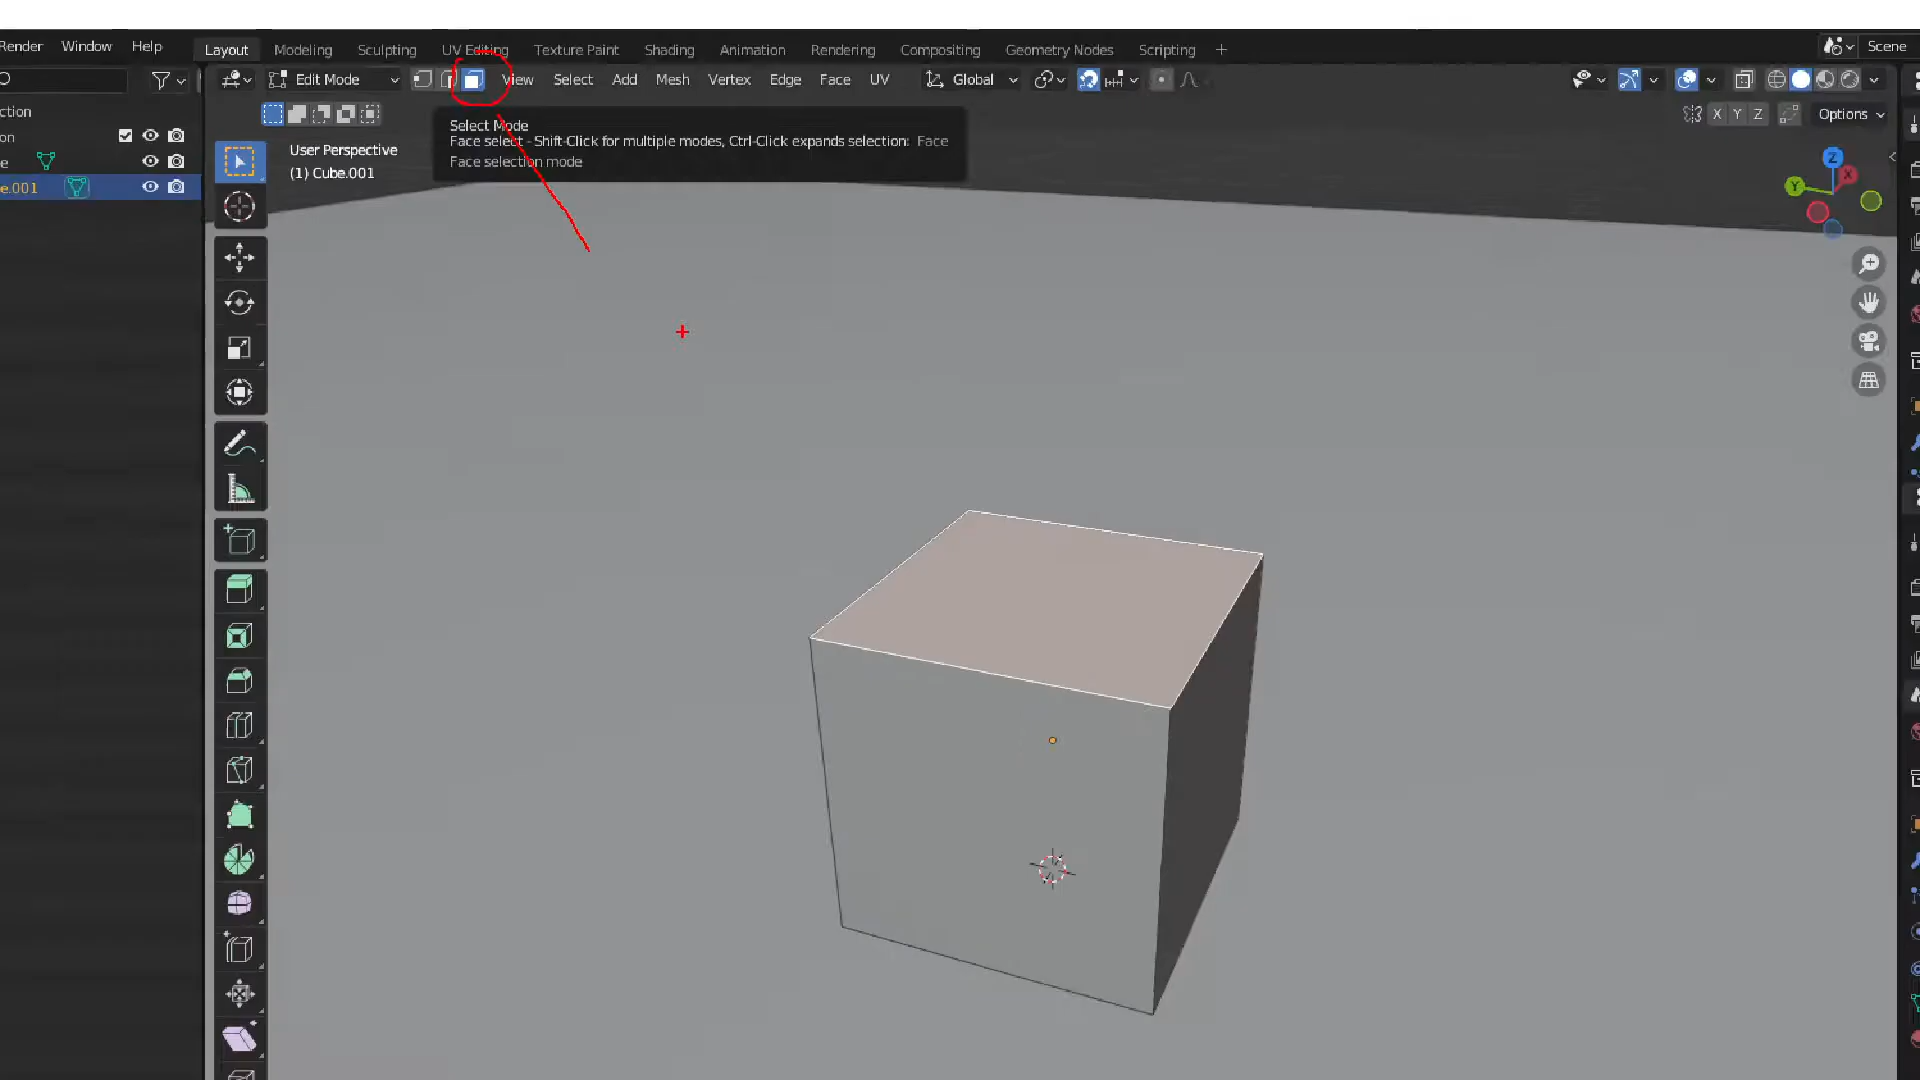 Render Window Help Layout Modeling Sculpting UV Editing Texture Paint Shading Animation Rendering Compositing Geometry Nodes Scripting + Scene
Edit Mode View Select Add Mesh Vertex Edge Face UV Global
ction
on
e
e.001
X Y Z Options
User Perspective
(1) Cube.001
Select Mode
Face select - Shift-Click for multiple modes, Ctrl-Click expands selection: Face
Face selection mode
Z
X
Y